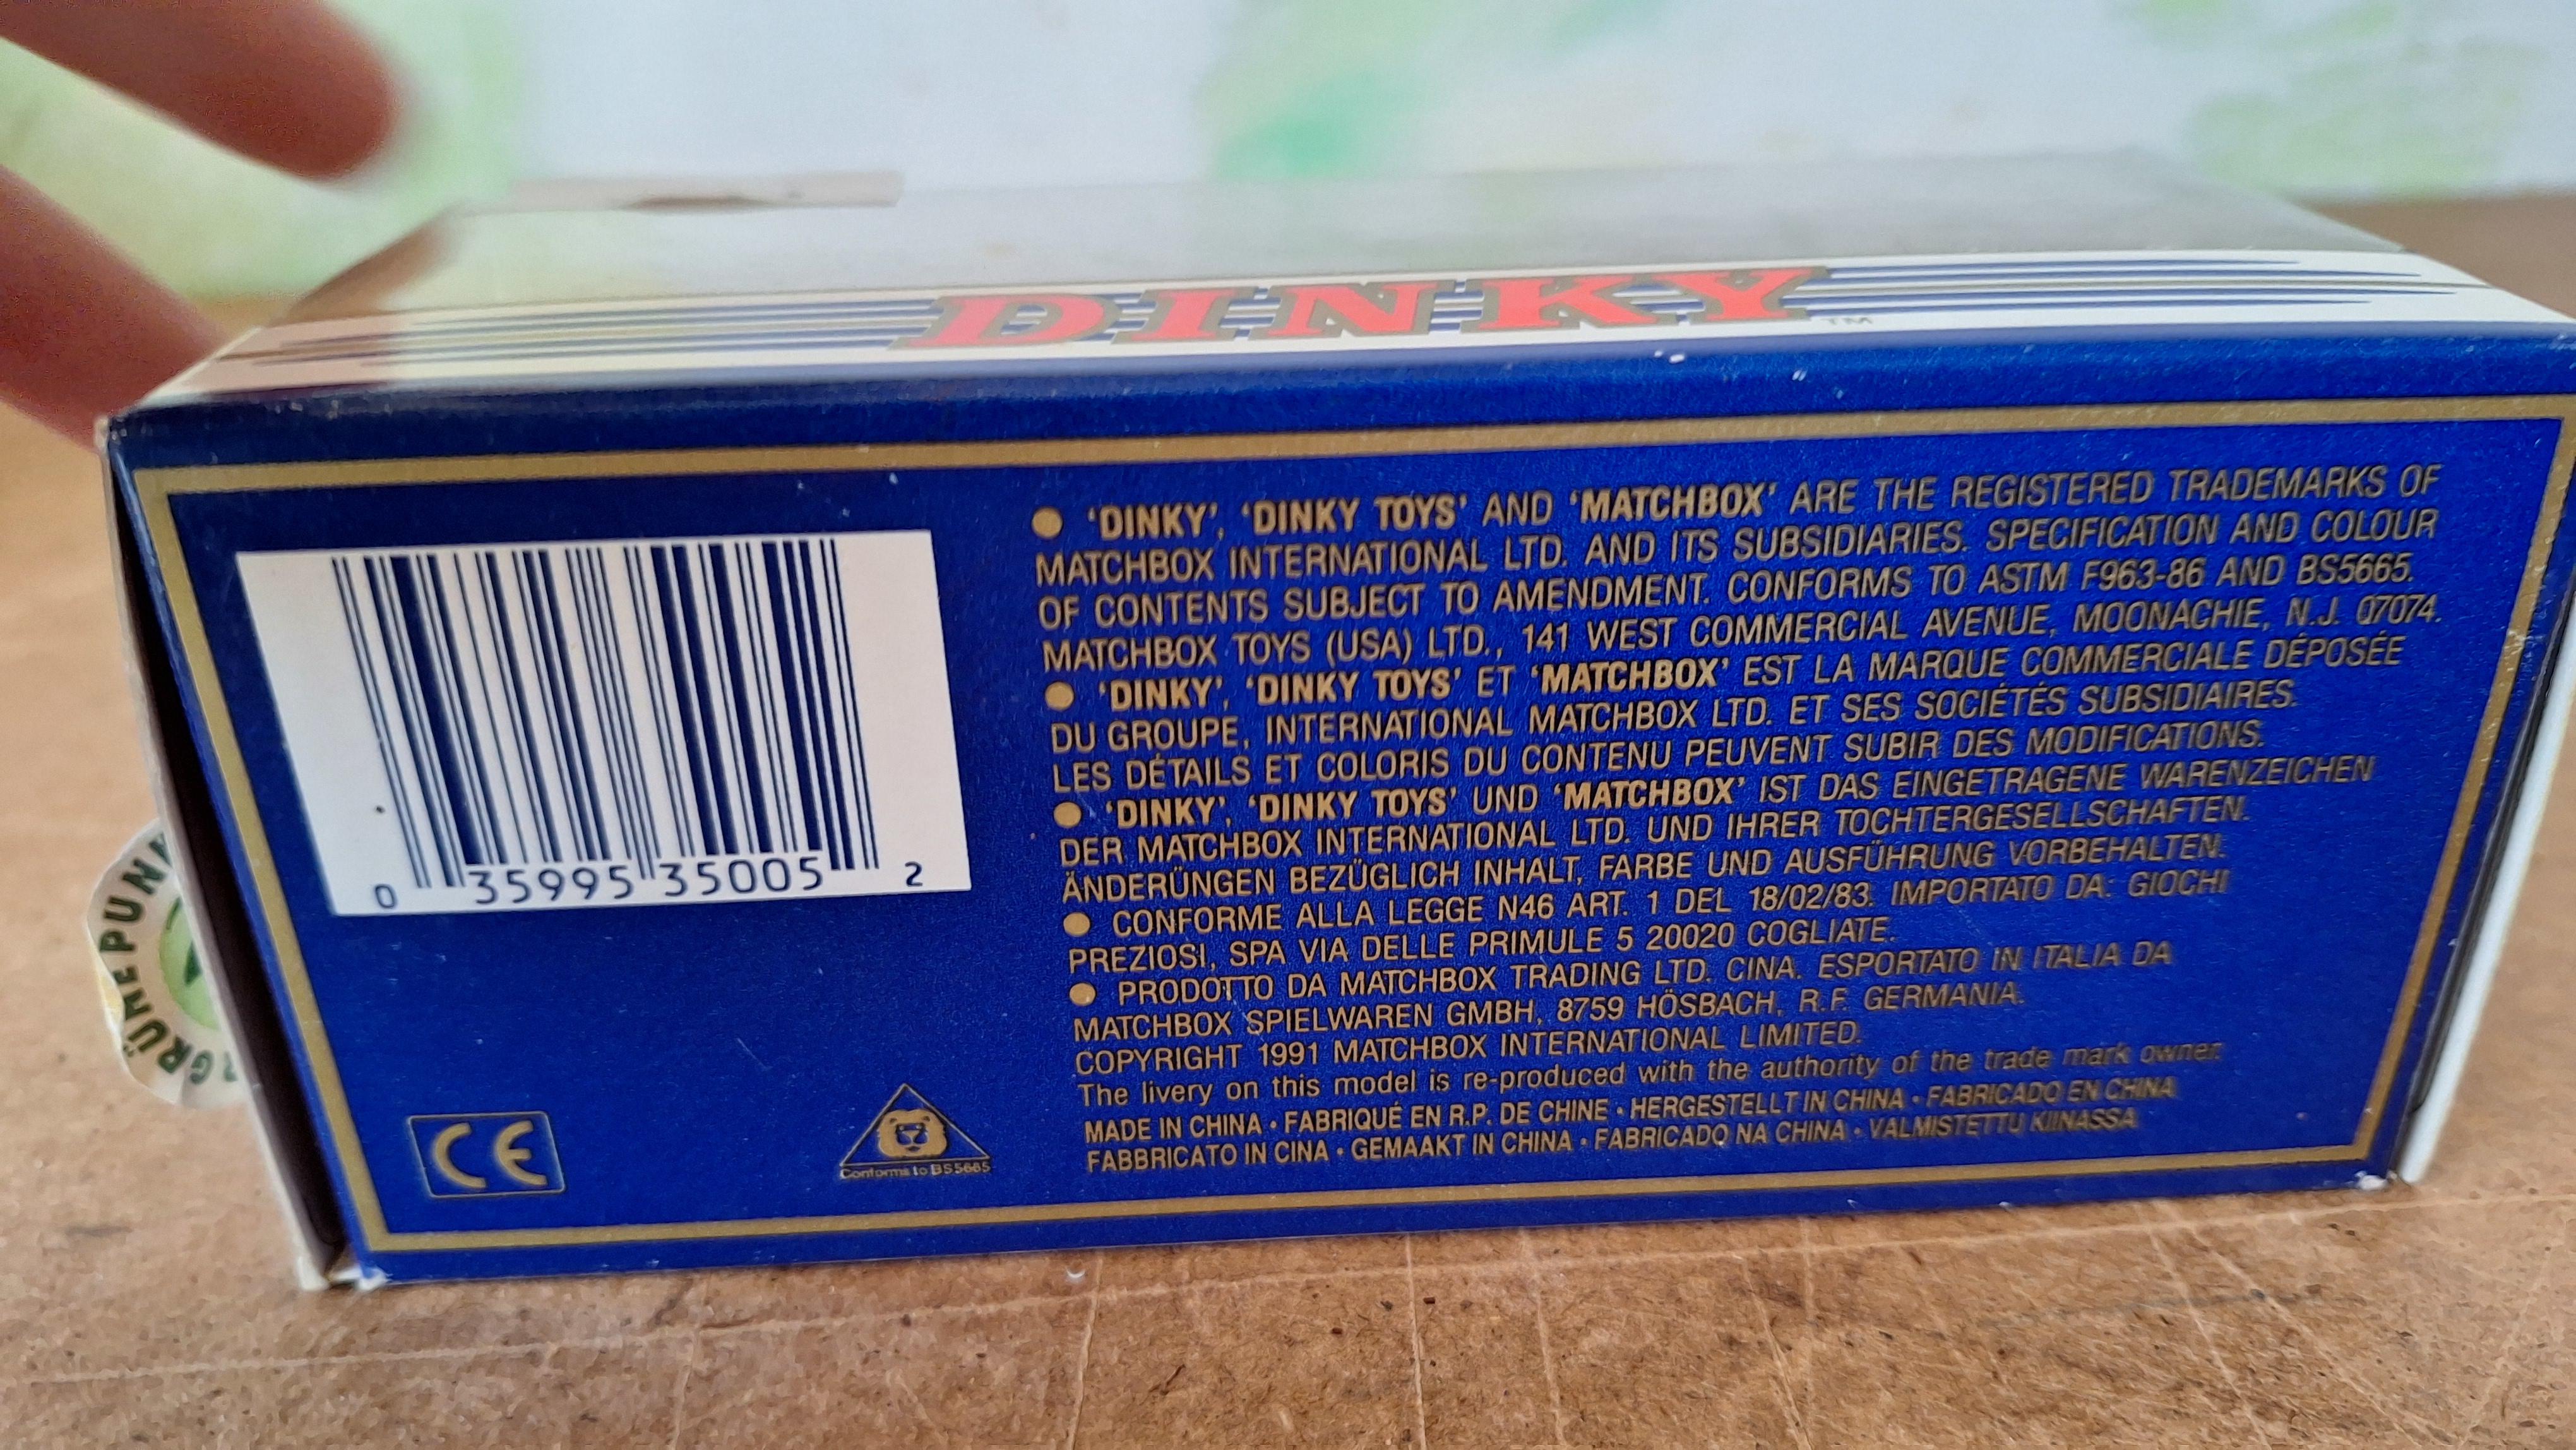 DINKY™
● 'DINKY', 'DINKY TOYS' AND 'MATCHBOX' ARE THE REGISTERED TRADEMARKS OF
MATCHBOX INTERNATIONAL LTD. AND ITS SUBSIDIARIES. SPECIFICATION AND COLOUR
OF CONTENTS SUBJECT TO AMENDMENT. CONFORMS TO ASTM F963-86 AND BS5665.
MATCHBOX TOYS (USA) LTD., 141 WEST COMMERCIAL AVENUE, MOONACHIE, N.J. 07074.
● 'DINKY', 'DINKY TOYS' ET 'MATCHBOX' EST LA MARQUE COMMERCIALE DÉPOSÉE
DU GROUPE, INTERNATIONAL MATCHBOX LTD. ET SES SOCIÉTÉS SUBSIDIAIRES.
LES DÉTAILS ET COLORIS DU CONTENU PEUVENT SUBIR DES MODIFICATIONS.
● 'DINKY', 'DINKY TOYS' UND 'MATCHBOX' IST DAS EINGETRAGENE WARENZEICHEN
DER MATCHBOX INTERNATIONAL LTD. UND IHRER TOCHTERGESELLSCHAFTEN.
ÄNDERÜNGEN BEZÜGLICH INHALT, FARBE UND AUSFÜHRUNG VORBEHALTEN.
● CONFORME ALLA LEGGE N46 ART. 1 DEL 18/02/83. IMPORTATO DA: GIOCHI
PREZIOSI, SPA VIA DELLE PRIMULE 5 20020 COGLIATE.
● PRODOTTO DA MATCHBOX TRADING LTD. CINA. ESPORTATO IN ITALIA DA
MATCHBOX SPIELWAREN GMBH, 8759 HÖSBACH, R.F. GERMANIA.
COPYRIGHT 1991 MATCHBOX INTERNATIONAL LIMITED.
The livery on this model is re-produced with the authority of the trade mark owner.
MADE IN CHINA • FABRIQUÉ EN R.P. DE CHINE • HERGESTELLT IN CHINA • FABRICADO EN CHINA
FABBRICATO IN CINA • GEMAAKT IN CHINA • FABRICADO NA CHINA • VALMISTETTU KIINASSA
0 35995 35005 2
CE
Conforms to BS5665
GRÜNE PUN